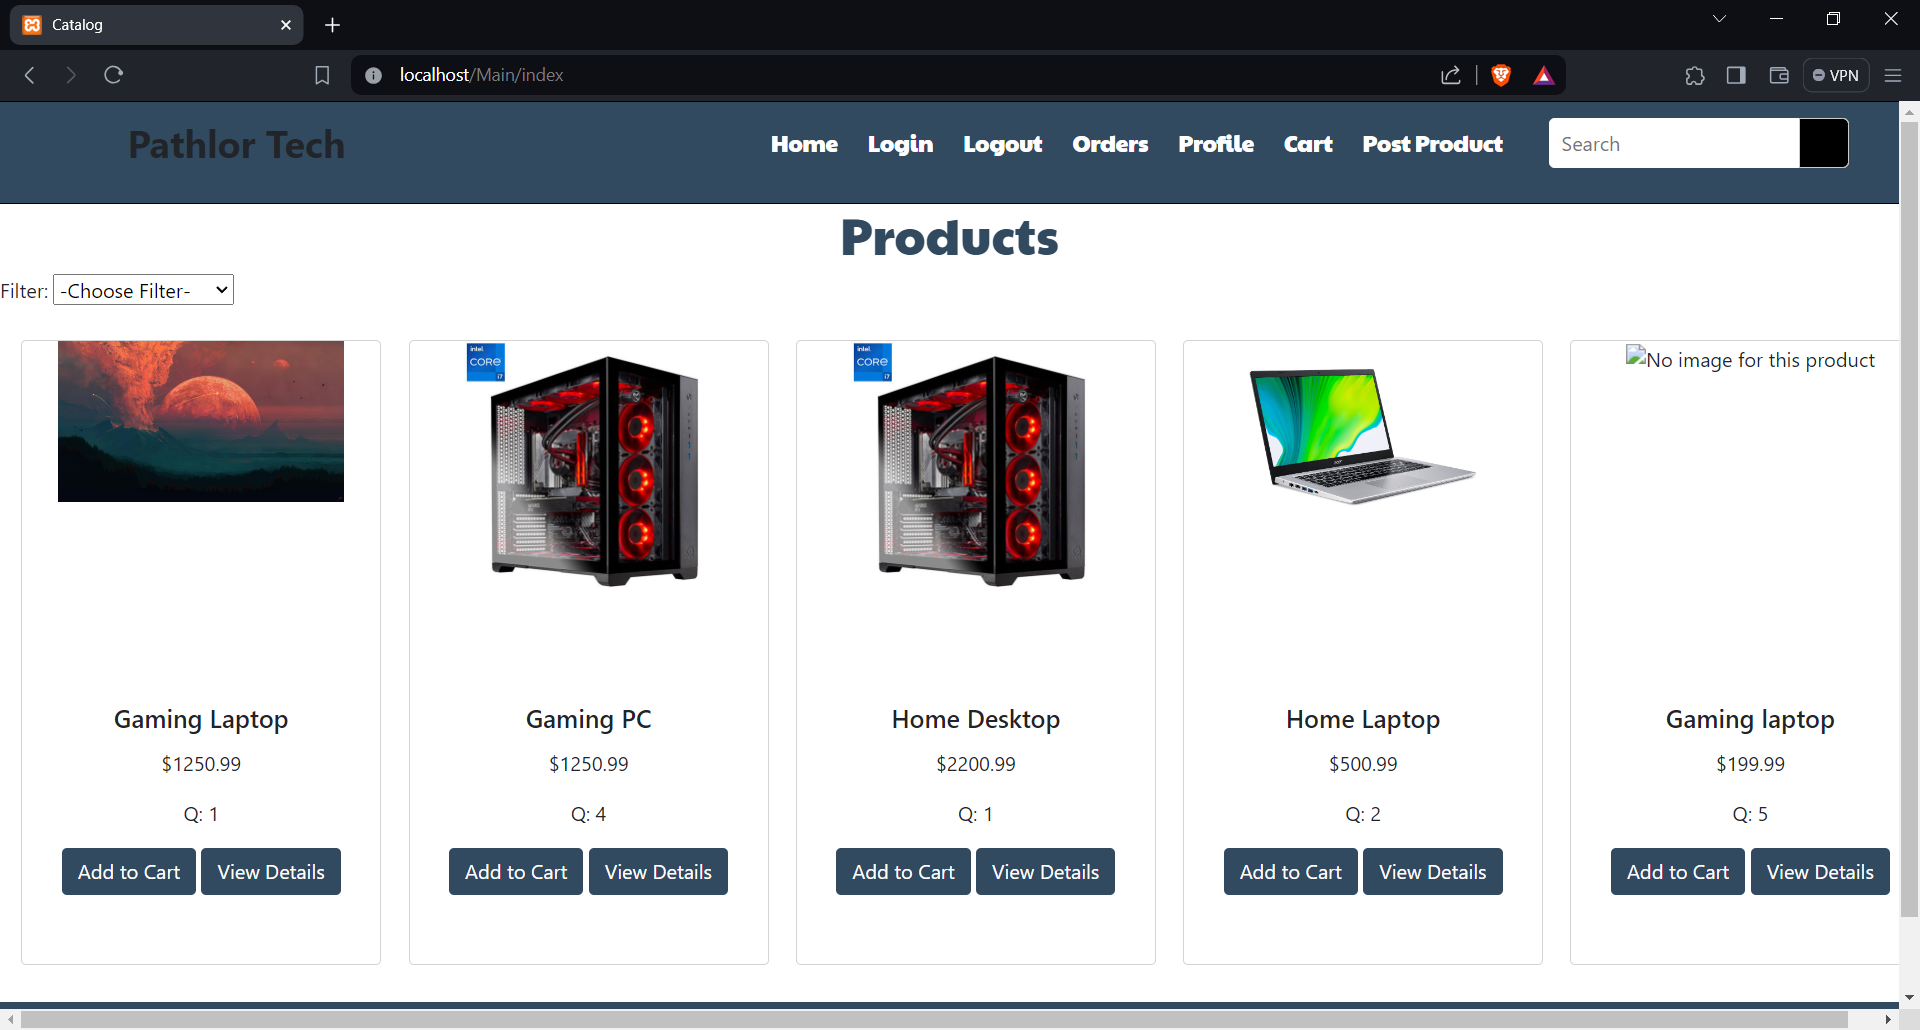 Catalog
localhost/Main/index
VPN
Pathlor Tech
Home Login Logout Orders Profile Cart Post Product Search
Products
Filter: -Choose Filter-
intel
CORE
i7
intel
CORE
i7
acer
No image for this product
Gaming Laptop
$1250.99
Q: 1
Add to Cart View Details
Gaming PC
$1250.99
Q: 4
Add to Cart View Details
Home Desktop
$2200.99
Q: 1
Add to Cart View Details
Home Laptop
$500.99
Q: 2
Add to Cart View Details
Gaming laptop
$199.99
Q: 5
Add to Cart View Details